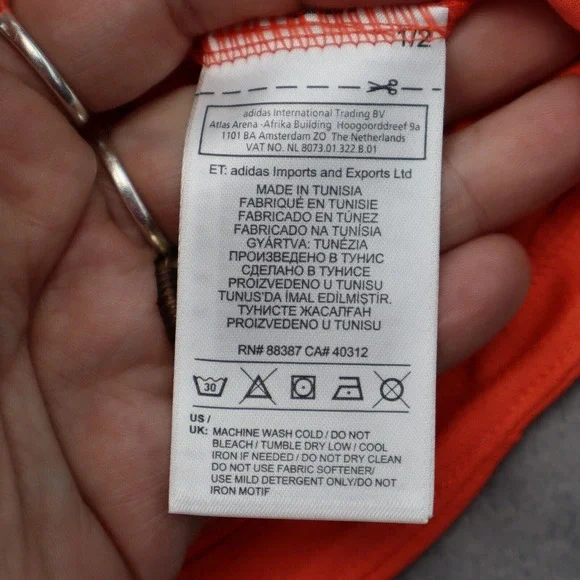 1/2
adidas International Trading BV
Atlas Arena -Afrika Building Hoogoorddreef 9a
1101 BA Amsterdam ZO The Netherlands
VAT NO. NL 8073.01.322.B.01
ET: adidas Imports and Exports Ltd
MADE IN TUNISIA
FABRIQUÉ EN TUNISIE
FABRICADO EN TÚNEZ
FABRICADO NA TUNÍSIA
GYÁRTVA: TUNÉZIA
ПРОИЗВЕДЕНО В ТУНИС
СДЕЛАНО В ТУНИСЕ
PROIZVEDENO U TUNISU
TUNUS'DA İMAL EDİLMİŞTİR.
ТУНИСТЕ ЖАСАЛҒАН
PROIZVEDENO U TUNISU
RN# 88387 CA# 40312
30
US /
UK: MACHINE WASH COLD / DO NOT
BLEACH / TUMBLE DRY LOW / COOL
IRON IF NEEDED / DO NOT DRY CLEAN
DO NOT USE FABRIC SOFTENER/
USE MILD DETERGENT ONLY/DO NOT
IRON MOTIF